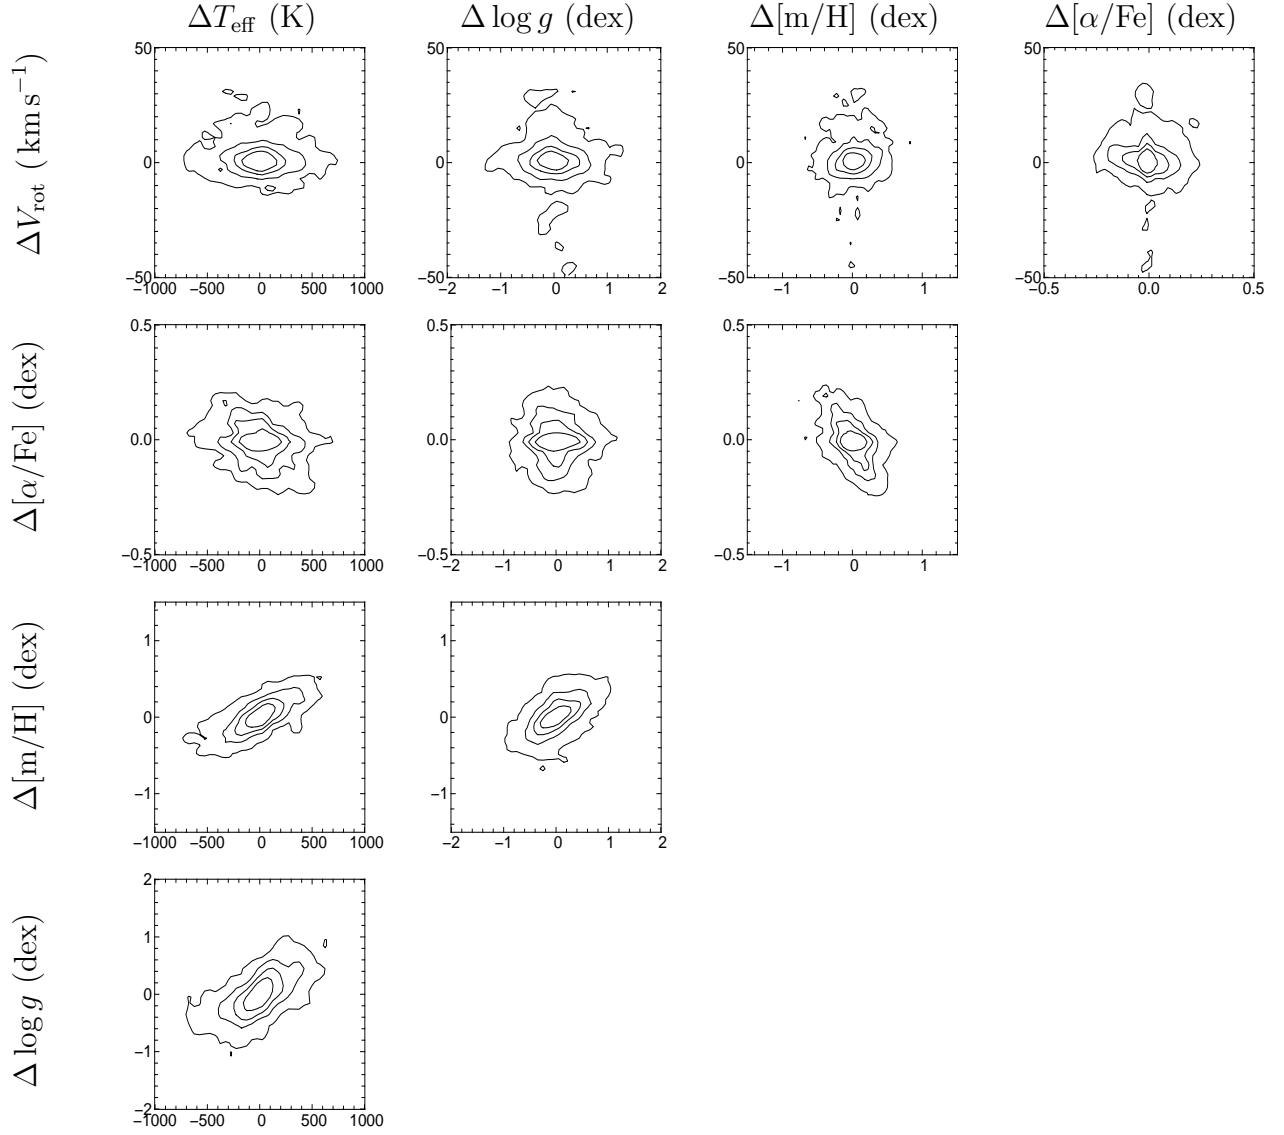 ΔT_eff (K) Δ log g (dex) Δ[m/H] (dex) Δ[α/Fe] (dex)
ΔV_rot ( km s⁻¹)
50 50 50 50
0 0 0 0
−50 −50 −50 −50
−1000 −500 0 500 1000 −2 −1 0 1 2 −1 0 1 −0.5 0.0 0.5
Δ[α/Fe] (dex)
0.5 0.5 0.5
0.0 0.0 0.0
−0.5 −0.5 −0.5
−1000 −500 0 500 1000 −2 −1 0 1 2 −1 0 1
Δ[m/H] (dex)
1 1
0 0
−1 −1
−1000 −500 0 500 1000 −2 −1 0 1 2
Δ log g (dex)
2
1
0
−1
−2
−1000 −500 0 500 1000